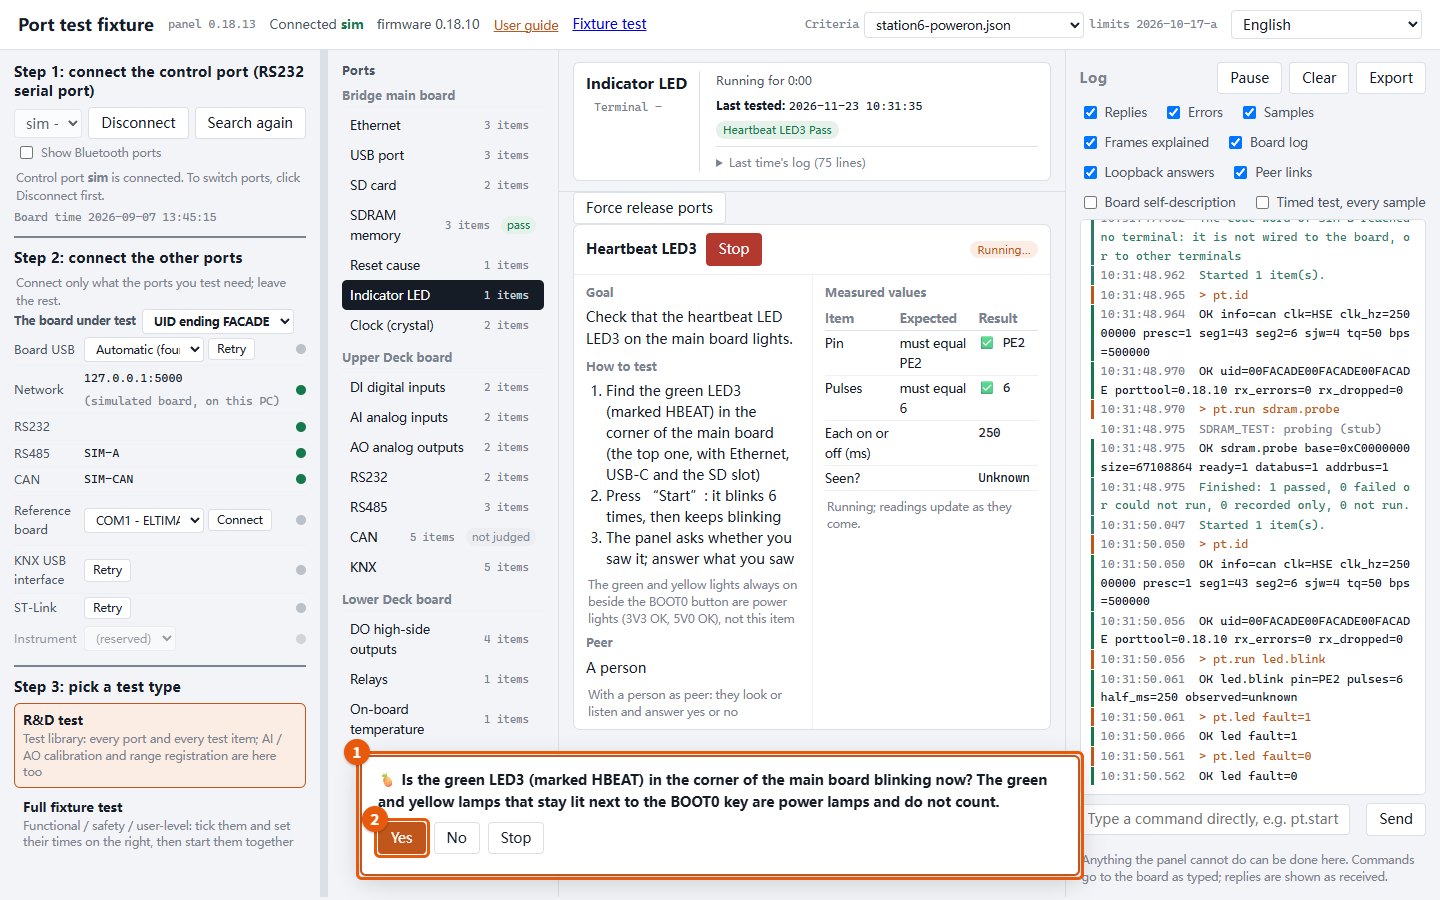 Port test fixture
panel 0.18.13
Connected sim
firmware 0.18.10
User guide
Fixture test
Criteria
station6-poweron.json
limits 2026-10-17-a
English
Step 1: connect the control port (RS232
serial port)
sim -
Disconnect
Search again
Show Bluetooth ports
Control port sim is connected. To switch ports, click
Disconnect first.
Board time 2026-09-07 13:45:15
Step 2: connect the other ports
Connect only what the ports you test need; leave
the rest.
The board under test
UID ending FACADE
Board USB
Automatic (four
Retry
Network
127.0.0.1:5000
(simulated board, on this PC)
RS232
RS485
SIM-A
CAN
SIM-CAN
Reference
board
COM1 - ELTIMA
Connect
KNX USB
interface
Retry
ST-Link
Retry
Instrument
(reserved)
Step 3: pick a test type
R&D test
Test library: every port and every test item; AI /
AO calibration and range registration are here
too
Full fixture test
Functional / safety / user-level: tick them and set
their times on the right, then start them together
Ports
Bridge main board
Ethernet
3 items
USB port
3 items
SD card
2 items
SDRAM
memory
3 items
pass
Reset cause
1 items
Indicator LED
1 items
Clock (crystal)
2 items
Upper Deck board
DI digital inputs
2 items
AI analog inputs
2 items
AO analog outputs
2 items
RS232
2 items
RS485
3 items
CAN
5 items
not judged
KNX
5 items
Lower Deck board
DO high-side
outputs
4 items
Relays
1 items
On-board
temperature
1 items
Indicator LED
Terminal —
Running for 0:00
Last tested: 2026-11-23 10:31:35
Heartbeat LED3 Pass
Last time's log (75 lines)
Force release ports
Heartbeat LED3
Stop
Running...
Goal
Check that the heartbeat LED
LED3 on the main board lights.
How to test
1. Find the green LED3
(marked HBEAT) in the
corner of the main board
(the top one, with Ethernet,
USB-C and the SD slot)
2. Press “Start”: it blinks 6
times, then keeps blinking
3. The panel asks whether you
saw it; answer what you saw
The green and yellow lights always on
beside the BOOT0 button are power
lights (3V3 OK, 5V0 OK), not this item
Peer
A person
With a person as peer: they look or
listen and answer yes or no
Measured values
Item
Expected
Result
Pin
must equal
PE2
PE2
Pulses
must equal
6
6
Each on or
off (ms)
250
Seen?
Unknown
Running; readings update as they
come.
1
Is the green LED3 (marked HBEAT) in the corner of the main board blinking now? The green
and yellow lamps that stay lit next to the BOOT0 key are power lamps and do not count.
2
Yes
No
Stop
Log
Pause
Clear
Export
Replies
Errors
Samples
Frames explained
Board log
Loopback answers
Peer links
Board self-description
Timed test, every sample
no terminal: it is not wired to the board, o
r to other terminals
10:31:48.962 Started 1 item(s).
10:31:48.965 > pt.id
10:31:48.964 OK info=can clk=HSE clk_hz=250
00000 presc=1 seg1=43 seg2=6 sjw=4 tq=50 bps
=500000
10:31:48.970 OK uid=00FACADE00FACADE00FACAD
E porttool=0.18.10 rx_errors=0 rx_dropped=0
10:31:48.970 > pt.run sdram.probe
10:31:48.975 SDRAM_TEST: probing (stub)
10:31:48.975 OK sdram.probe base=0xC0000000
size=67108864 ready=1 databus=1 addrbus=1
10:31:48.975 Finished: 1 passed, 0 failed o
r could not run, 0 recorded only, 0 not run.
10:31:50.047 Started 1 item(s).
10:31:50.050 > pt.id
10:31:50.050 OK info=can clk=HSE clk_hz=250
00000 presc=1 seg1=43 seg2=6 sjw=4 tq=50 bps
=500000
10:31:50.056 OK uid=00FACADE00FACADE00FACAD
E porttool=0.18.10 rx_errors=0 rx_dropped=0
10:31:50.056 > pt.run led.blink
10:31:50.061 OK led.blink pin=PE2 pulses=6
half_ms=250 observed=unknown
10:31:50.061 > pt.led fault=1
10:31:50.066 OK led fault=1
10:31:50.561 > pt.led fault=0
10:31:50.562 OK led fault=0
Type a command directly, e.g. pt.start
Send
Anything the panel cannot do can be done here. Commands
go to the board as typed; replies are shown as received.